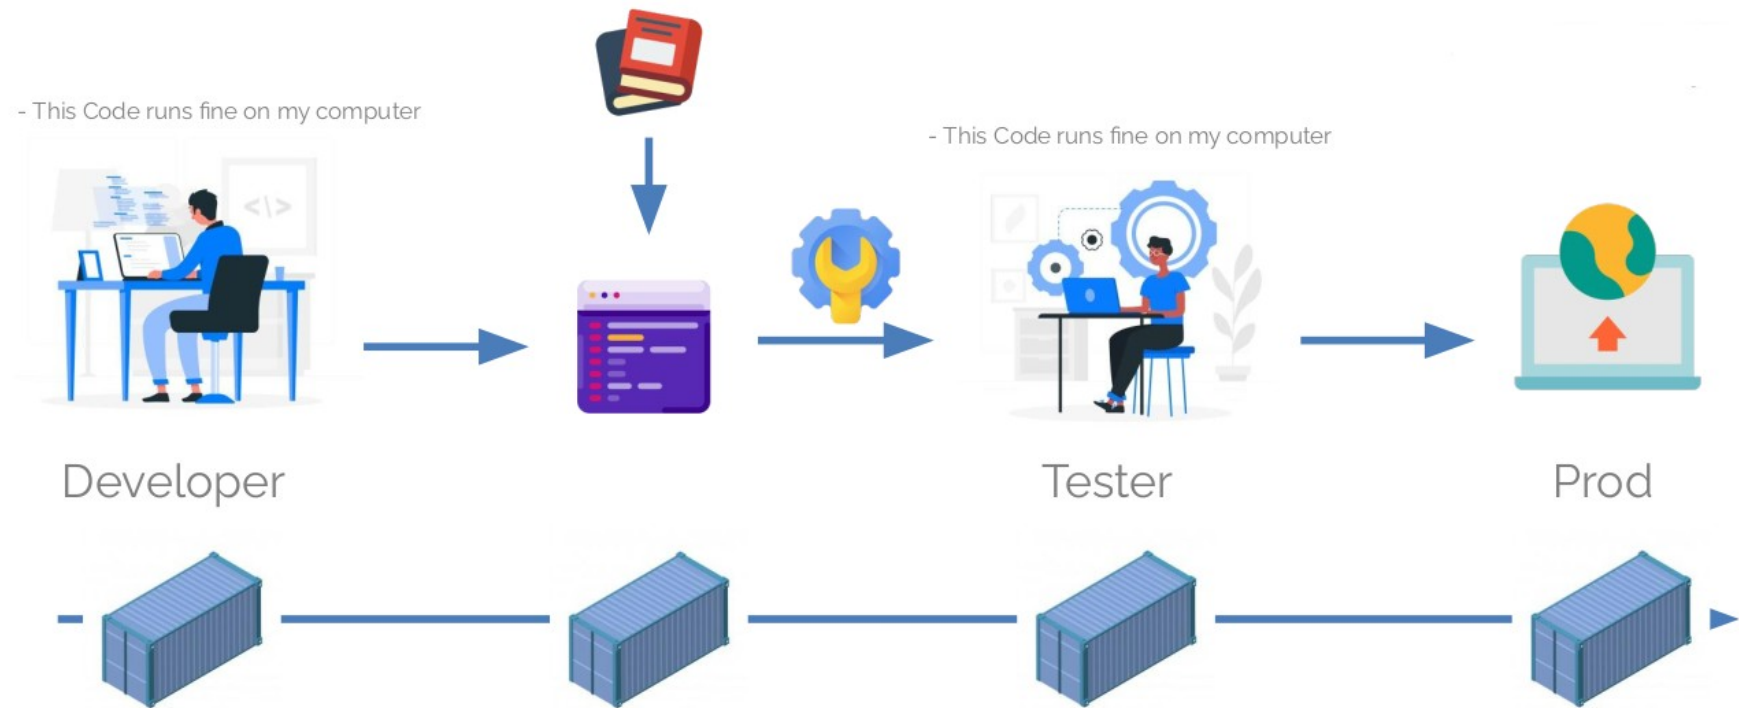 - This Code runs fine on my computer
- This Code runs fine on my computer
<\>
Developer
Tester
Prod